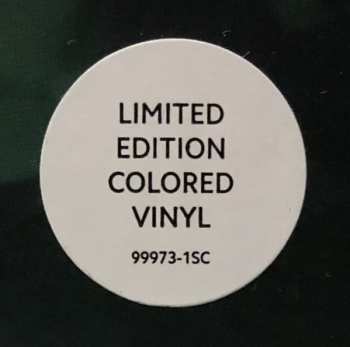 LIMITED
EDITION
COLORED
VINYL
99973-1SC